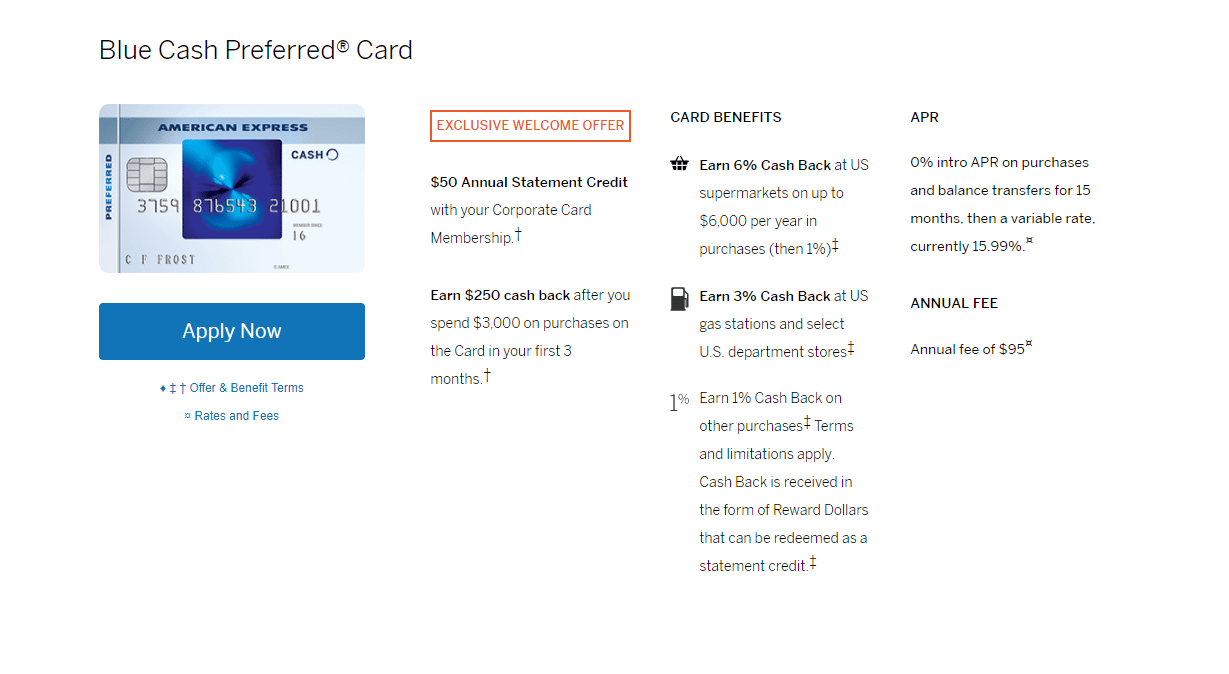 Blue Cash Preferred® Card
AMERICAN EXPRESS
CASH
PREFERRED
3759 876543 21001
MEMBER SINCE
16
C F FROST
Apply Now
♦ ‡ † Offer & Benefit Terms
¤ Rates and Fees
EXCLUSIVE WELCOME OFFER
$50 Annual Statement Credit
with your Corporate Card
Membership.†
Earn $250 cash back after you
spend $3,000 on purchases on
the Card in your first 3
months.†
CARD BENEFITS
Earn 6% Cash Back at US
supermarkets on up to
$6,000 per year in
purchases (then 1%)‡
Earn 3% Cash Back at US
gas stations and select
U.S. department stores‡
1%
Earn 1% Cash Back on
other purchases‡ Terms
and limitations apply.
Cash Back is received in
the form of Reward Dollars
that can be redeemed as a
statement credit.‡
APR
0% intro APR on purchases
and balance transfers for 15
months, then a variable rate,
currently 15.99%.¤
ANNUAL FEE
Annual fee of $95¤